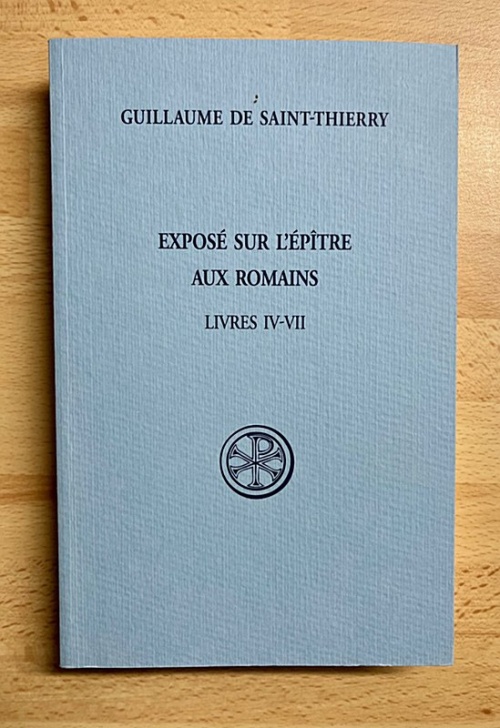 GUILLAUME DE SAINT-THIERRY
EXPOSÉ SUR L'ÉPÎTRE
AUX ROMAINS
LIVRES IV-VII